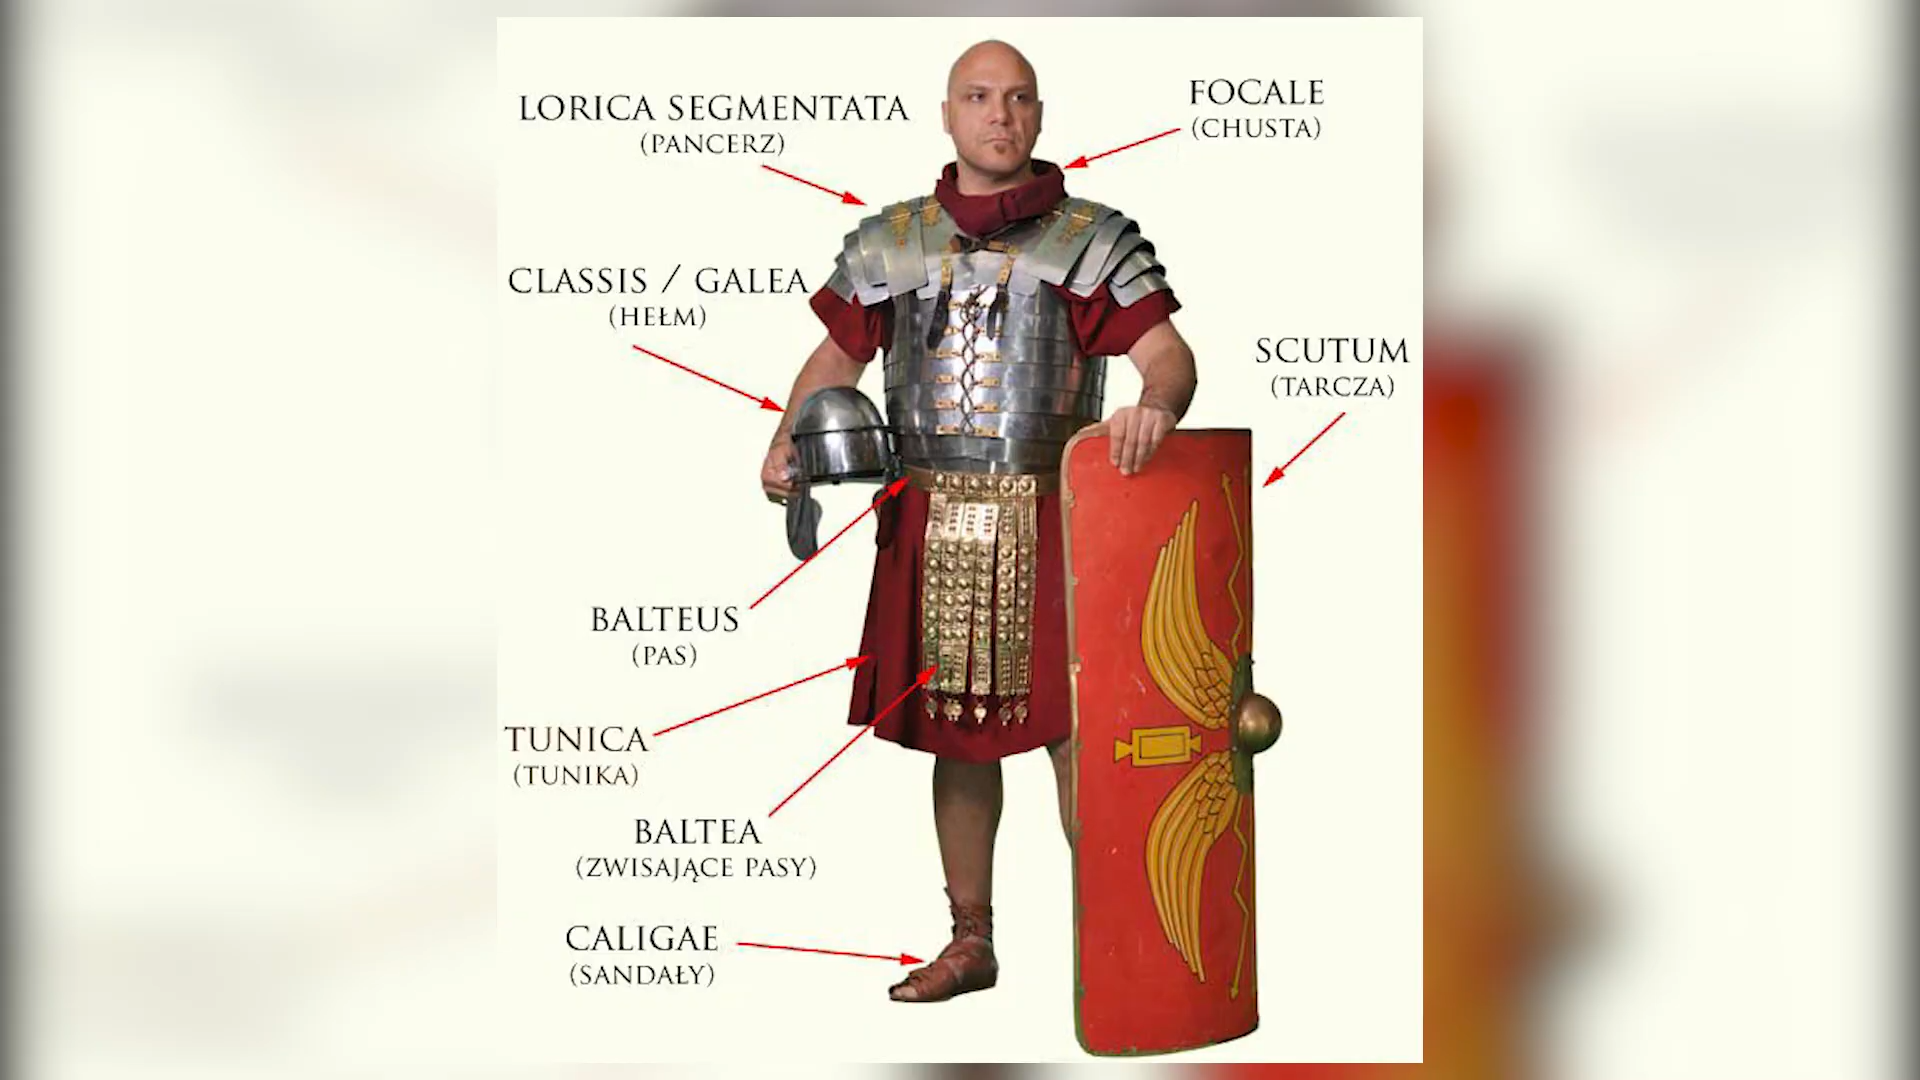 LORICA SEGMENTATA
(PANCERZ)
FOCALE
(CHUSTA)
CLASSIS / GALEA
(HEŁM)
SCUTUM
(TARCZA)
BALTEUS
(PAS)
TUNICA
(TUNIKA)
BALTEA
(ZWISAJĄCE PASY)
CALIGAE
(SANDAŁY)